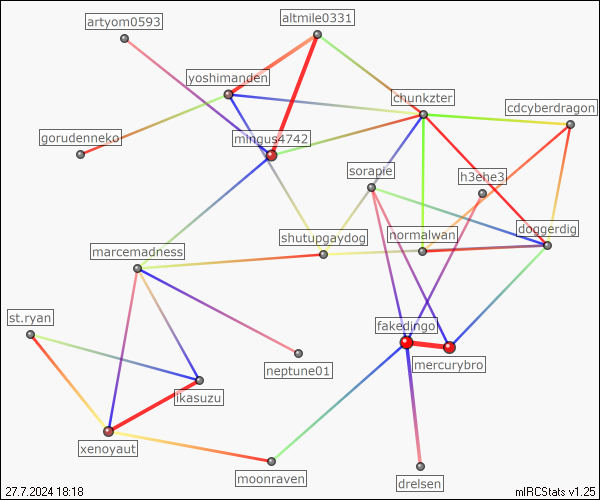 artyom0593
altmile0331
yoshimanden
chunkzter
cdcyberdragon
gorudenneko
mingus4742
sorapie
h3ehe3
shutupgaydog
normalwan
doggerdig
marcemadness
st.ryan
fakedingo
neptune01
mercurybro
ikasuzu
xenoyaut
moonraven
drelsen
27.7.2024 18:18
mIRCStats v1.25